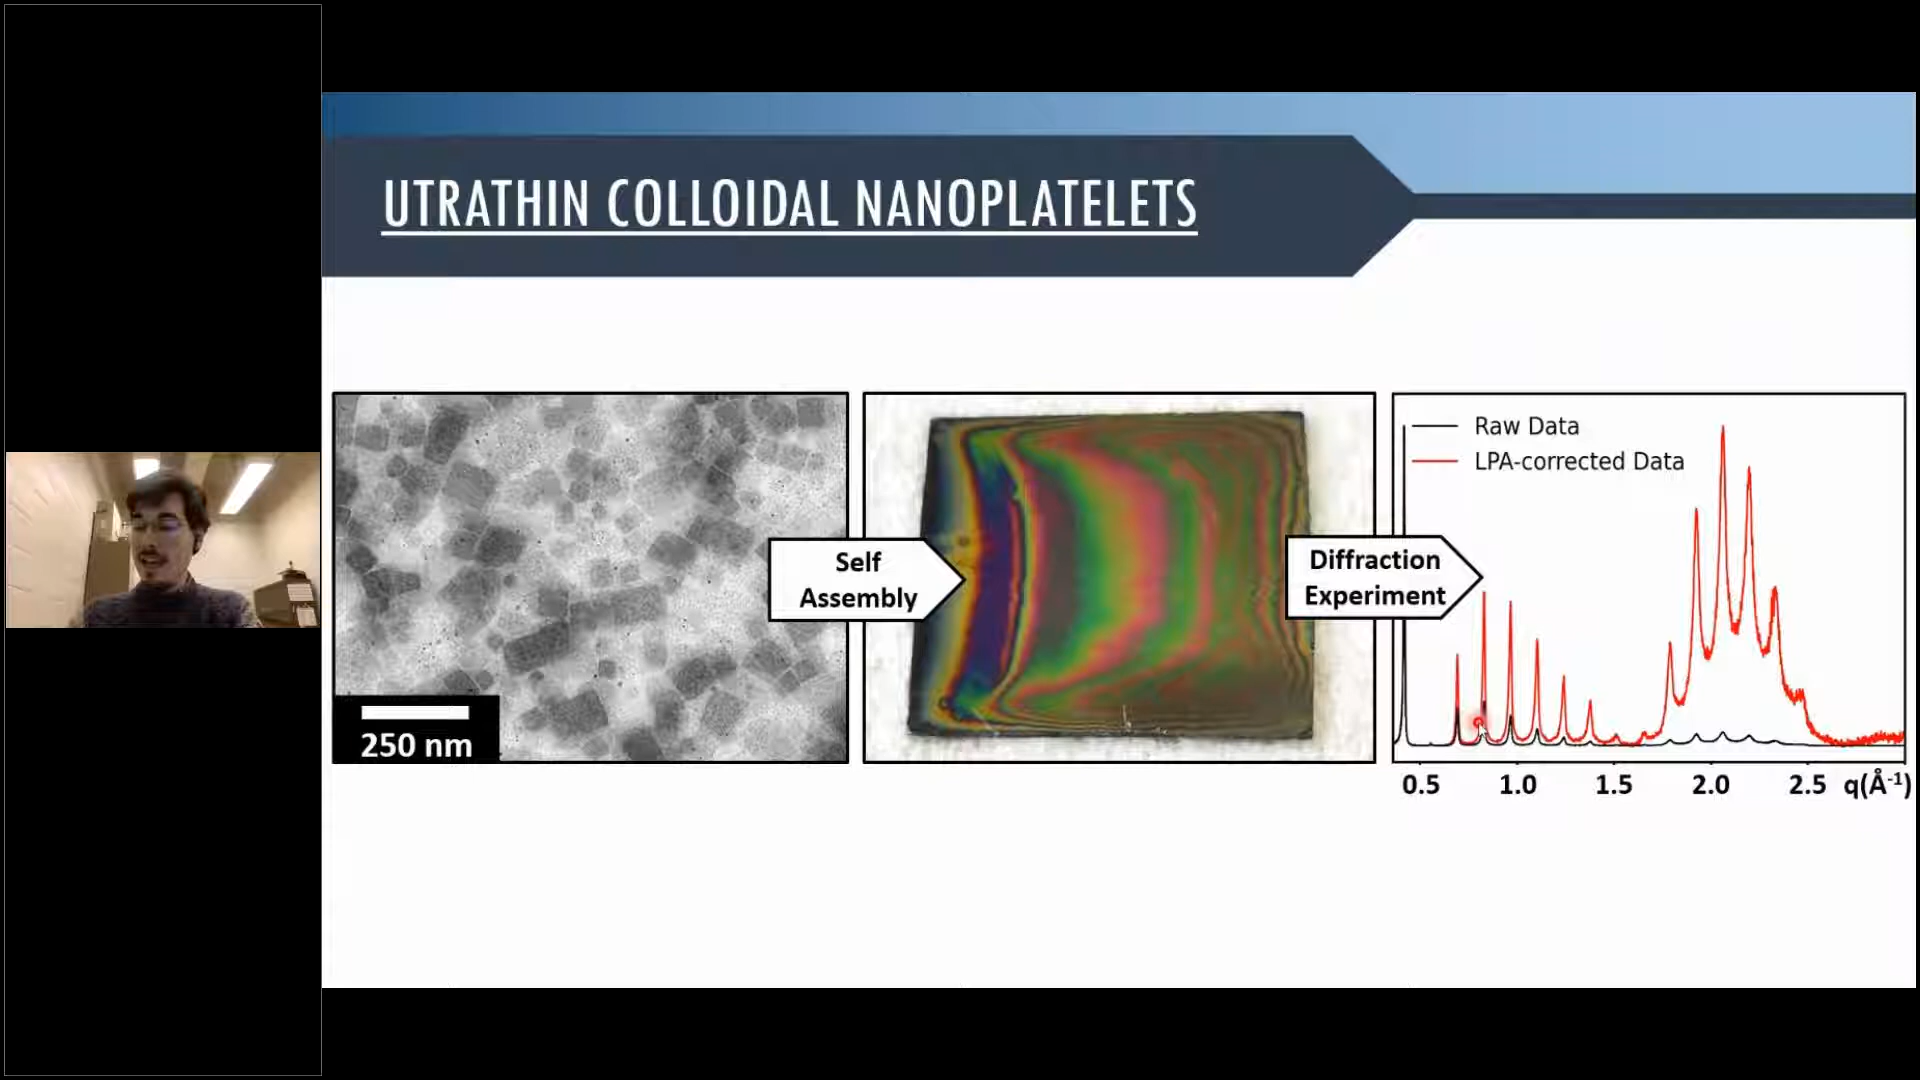 UTRATHIN COLLOIDAL NANOPLATELETS
250 nm
Self
Assembly
Diffraction
Experiment
Raw Data
LPA-corrected Data
0.5 1.0 1.5 2.0 2.5 q(Å⁻¹)